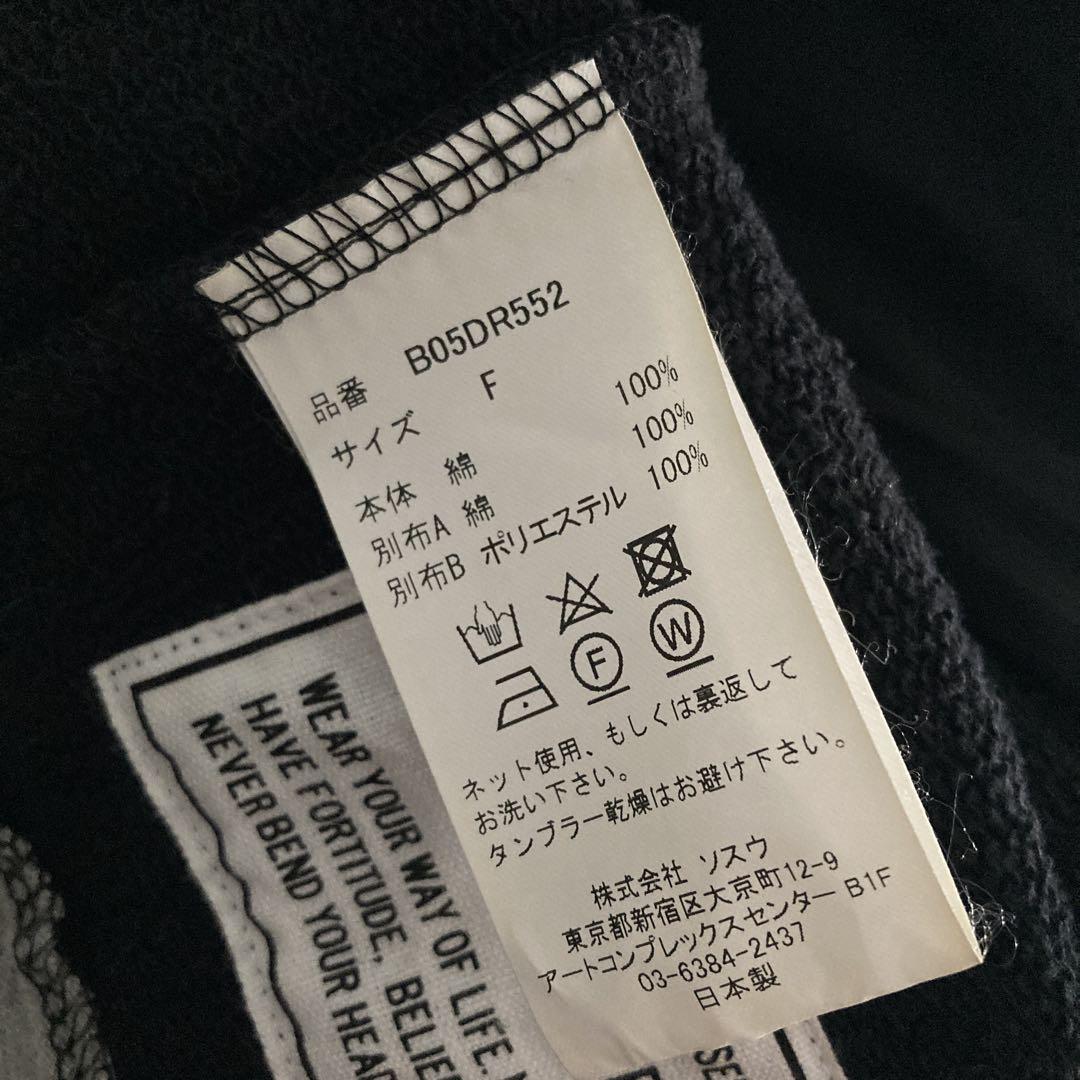 品番 B05DR552
サイズ F
本体 綿 100%
別布A 綿 100%
別布B ポリエステル 100%
F W
ネット使用、もしくは裏返して
お洗い下さい。
タンブラー乾燥はお避け下さい。
株式会社 ソスウ
東京都新宿区大京町12-9
アートコンプレックスセンター B1F
03-6384-2437
日本製
WEAR YOUR WAY OF LIFE.
HAVE FORTITUDE,
NEVER BEND YOUR